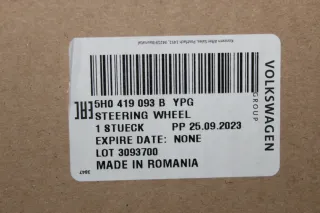 5H0 419 093 B YPG
STEERING WHEEL
1 STUECK PP 25.09.2023
EXPIRE DATE: NONE
LOT 3093700
MADE IN ROMANIA
VOLKSWAGEN
GROUP
3047